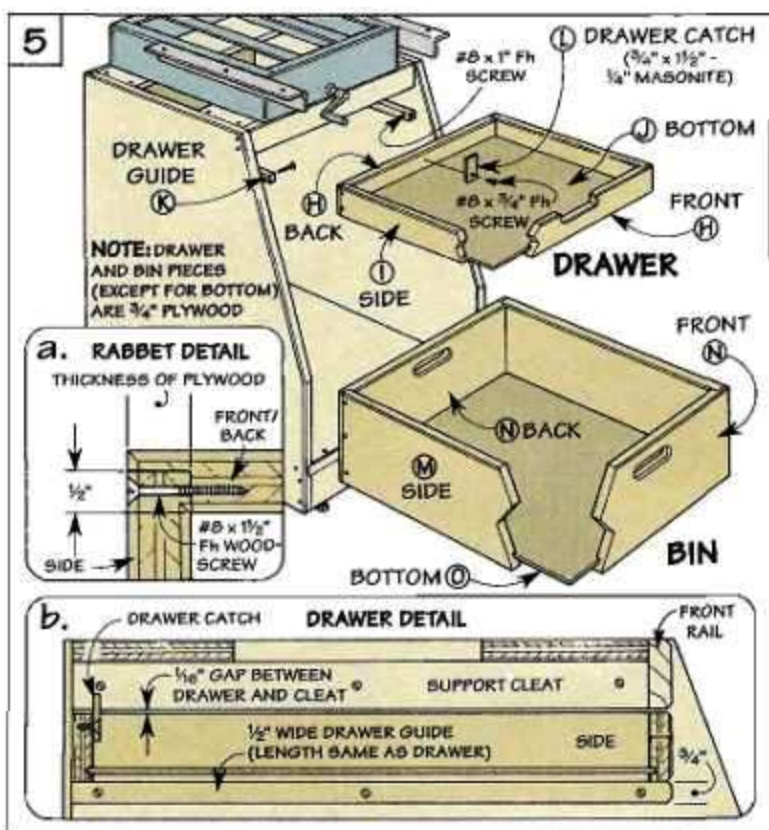 5
#8 x 1" Fh
SCREW
L DRAWER CATCH
(3/4" x 1 1/2" -
1/4" MASONITE)
DRAWER
GUIDE
K
J BOTTOM
H
BACK
#8 x 3/4" Fh
SCREW
FRONT
H
I
SIDE
DRAWER
NOTE: DRAWER
AND BIN PIECES
(EXCEPT FOR BOTTOM)
ARE 3/4" PLYWOOD
FRONT
N
N BACK
M
SIDE
BOTTOM O
BIN
a. RABBET DETAIL
THICKNESS OF PLYWOOD
FRONT/
BACK
1/2"
#8 x 1 1/2"
Fh WOOD-
SCREW
SIDE
b. DRAWER DETAIL
DRAWER CATCH
FRONT
RAIL
1/16" GAP BETWEEN
DRAWER AND CLEAT
SUPPORT CLEAT
1/2" WIDE DRAWER GUIDE
(LENGTH SAME AS DRAWER)
SIDE
3/4"